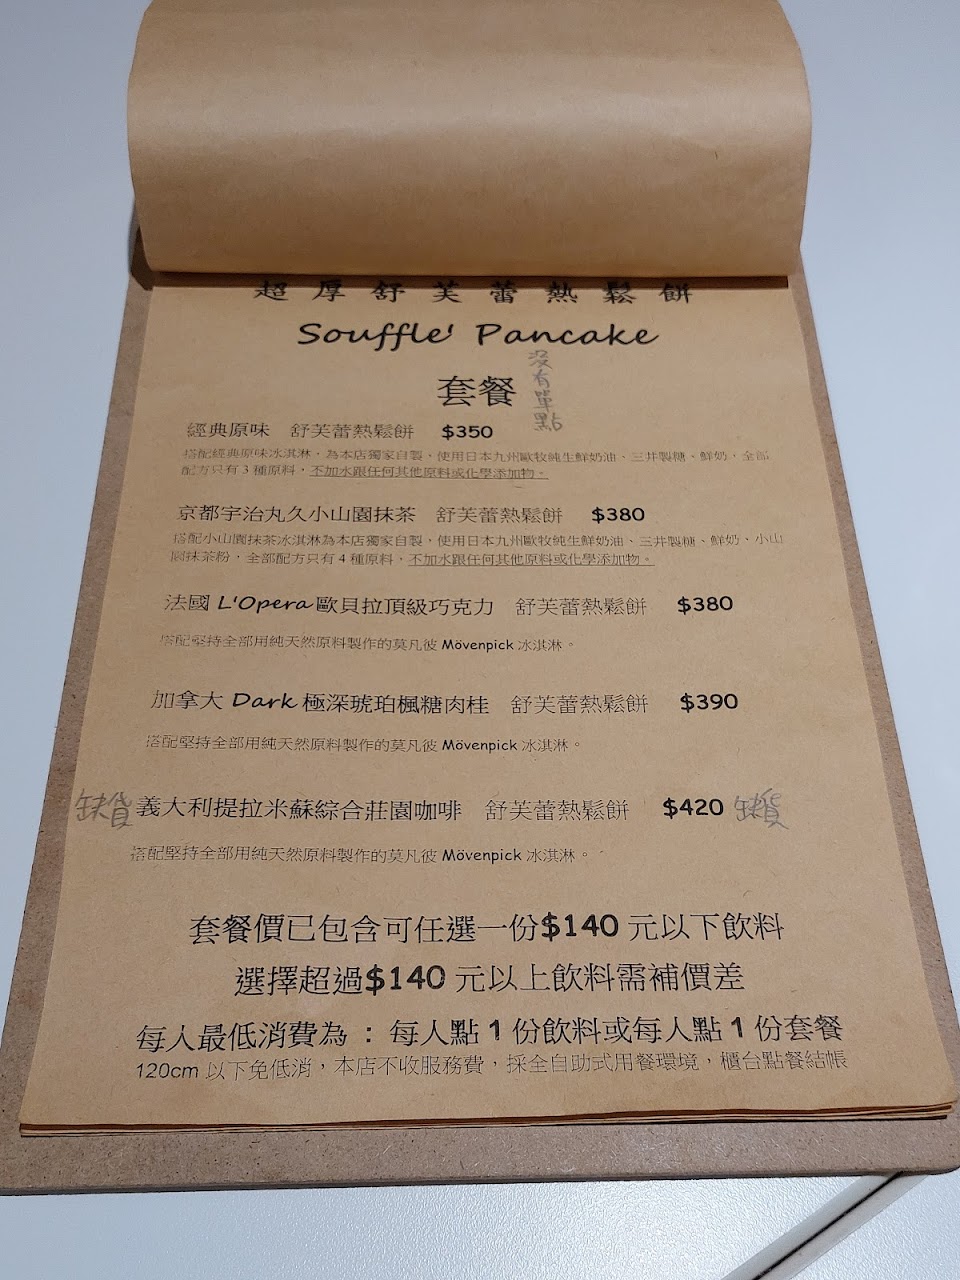 超厚舒芙蕾熱鬆餅
Souffle' Pancake
套餐 沒有單點
經典原味 舒芙蕾熱鬆餅 $350
搭配經典原味冰淇淋，為本店獨家自製，使用日本九州歐牧純生鮮奶油、三井製糖、鮮奶，全部
配方只有 3 種原料，不加水跟任何其他原料或化學添加物。
京都宇治丸久小山園抹茶 舒芙蕾熱鬆餅 $380
搭配小山園抹茶冰淇淋為本店獨家自製，使用日本九州歐牧純生鮮奶油、三井製糖、鮮奶、小山
園抹茶粉，全部配方只有 4 種原料，不加水跟任何其他原料或化學添加物。
法國 L'Opera 歐貝拉頂級巧克力 舒芙蕾熱鬆餅 $380
搭配堅持全部用純天然原料製作的莫凡彼 Mövenpick 冰淇淋。
加拿大 Dark 極深琥珀楓糖肉桂 舒芙蕾熱鬆餅 $390
搭配堅持全部用純天然原料製作的莫凡彼 Mövenpick 冰淇淋。
缺貨 義大利提拉米蘇綜合莊園咖啡 舒芙蕾熱鬆餅 $420 缺貨
搭配堅持全部用純天然原料製作的莫凡彼 Mövenpick 冰淇淋。
套餐價已包含可任選一份$140 元以下飲料
選擇超過$140 元以上飲料需補價差
每人最低消費為：每人點 1 份飲料或每人點 1 份套餐
120cm 以下免低消，本店不收服務費，採全自助式用餐環境，櫃台點餐結帳